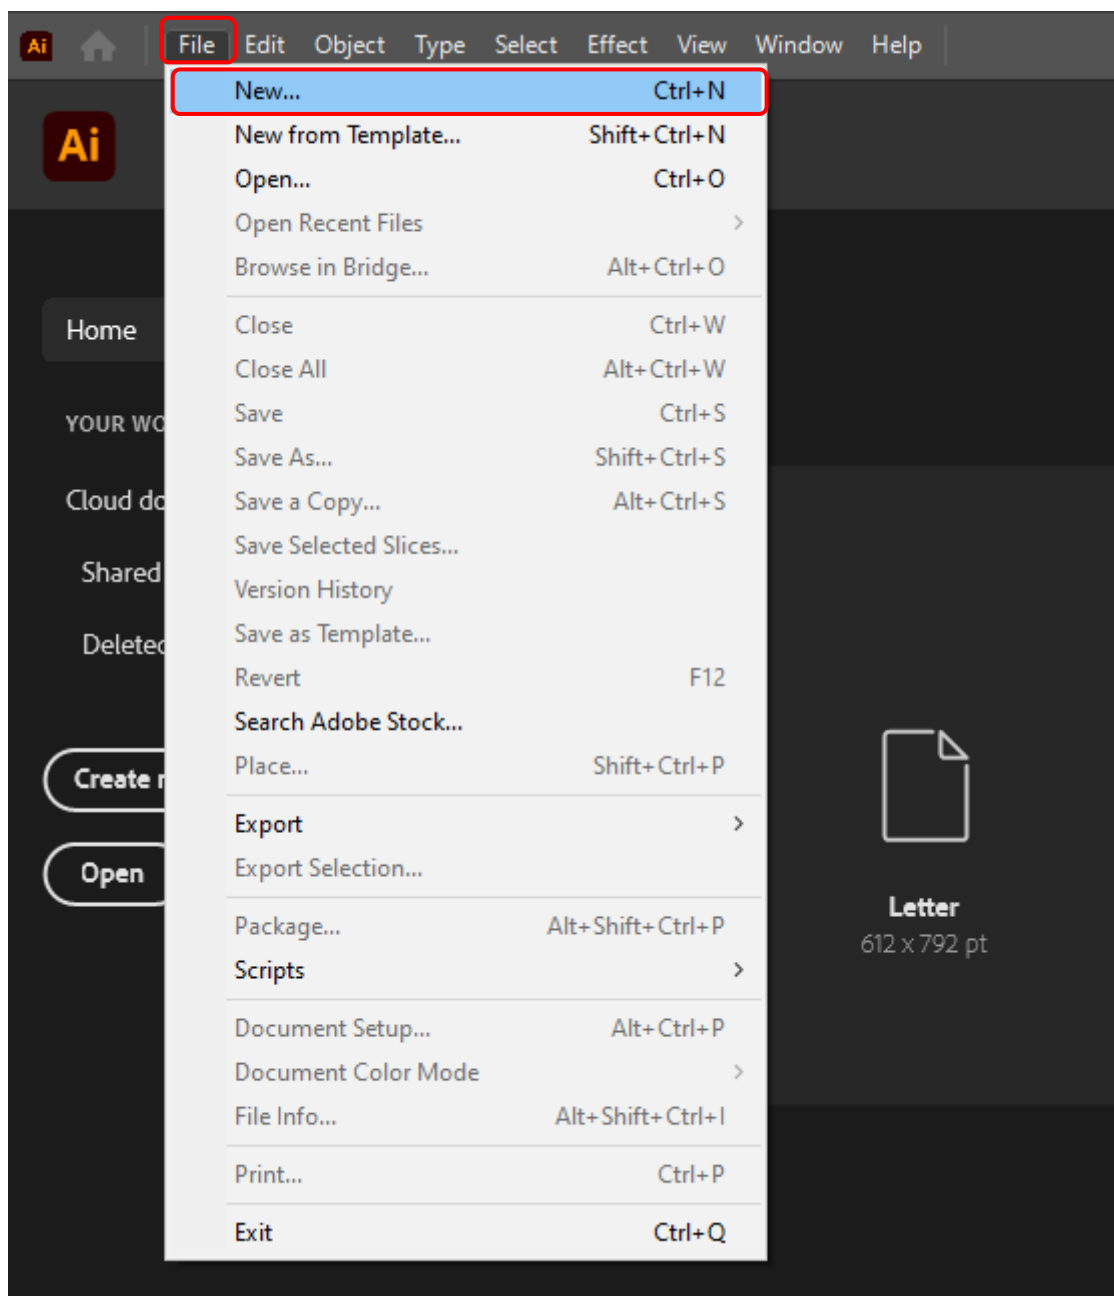 Ai File Edit Object Type Select Effect View Window Help
Ai
New... Ctrl+N
New from Template... Shift+Ctrl+N
Open... Ctrl+O
Open Recent Files
Browse in Bridge... Alt+Ctrl+O
Home
Close Ctrl+W
Close All Alt+Ctrl+W
YOUR WO
Save Ctrl+S
Save As... Shift+Ctrl+S
Cloud do
Save a Copy... Alt+Ctrl+S
Save Selected Slices...
Shared
Version History
Save as Template...
Deleted
Revert F12
Search Adobe Stock...
Place... Shift+Ctrl+P
Create n
Export
Export Selection...
Open
Letter
Package... Alt+Shift+Ctrl+P
612 x 792 pt
Scripts
Document Setup... Alt+Ctrl+P
Document Color Mode
File Info... Alt+Shift+Ctrl+I
Print... Ctrl+P
Exit Ctrl+Q